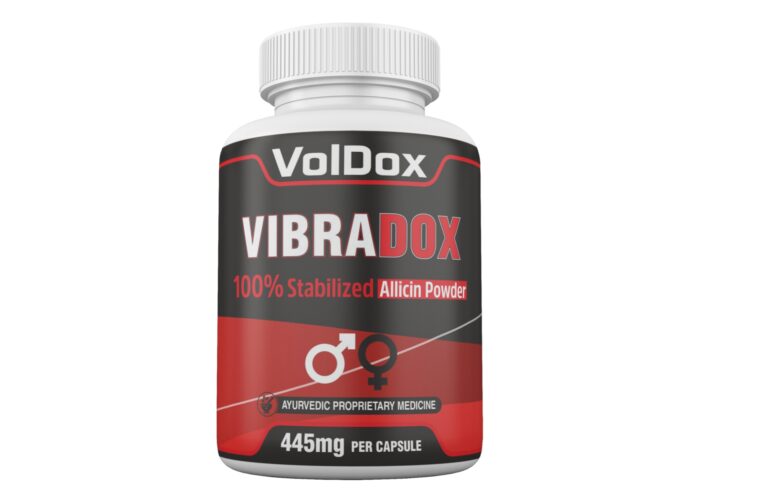 VolDox
VIBRADOX
100% Stabilized Allicin Powder
AYURVEDIC PROPRIETARY MEDICINE
445mg PER CAPSULE